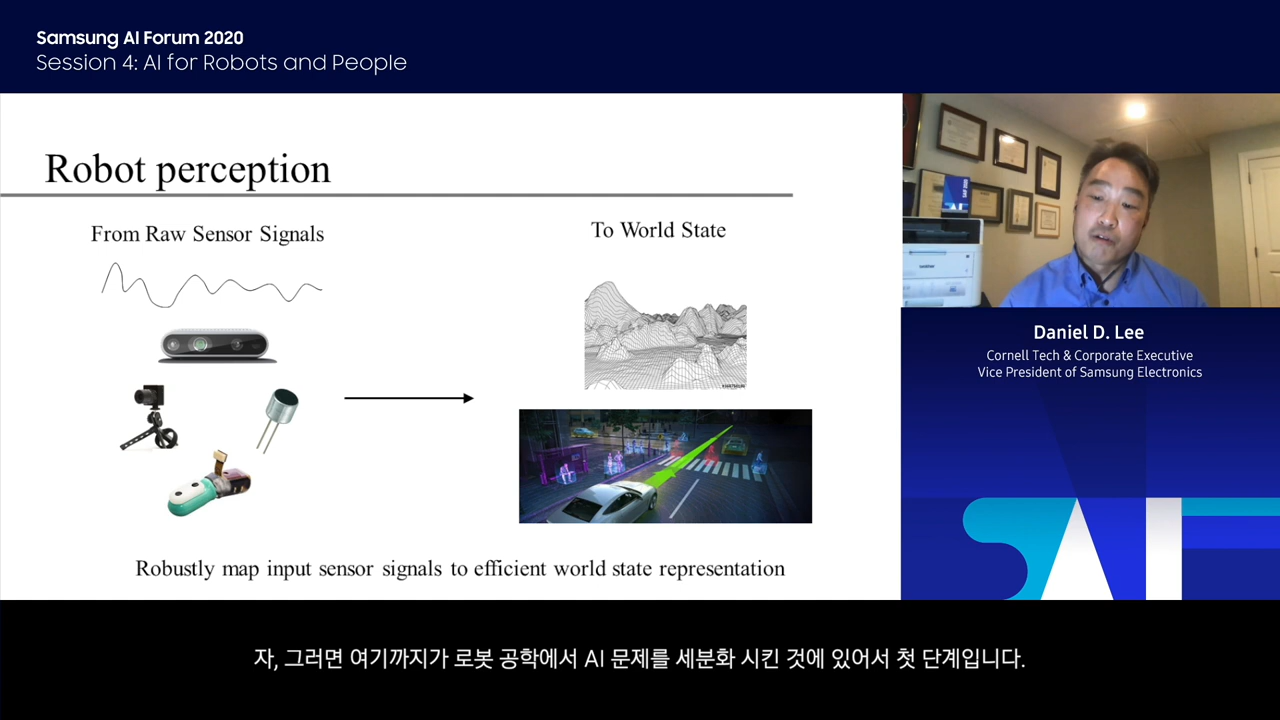 Samsung AI Forum 2020
Session 4: AI for Robots and People
Robot perception
From Raw Sensor Signals
To World State
Robustly map input sensor signals to efficient world state representation
brother
Daniel D. Lee
Cornell Tech & Corporate Executive
Vice President of Samsung Electronics
SAIF
자, 그러면 여기까지가 로봇 공학에서 AI 문제를 세분화 시킨 것에 있어서 첫 단계입니다.